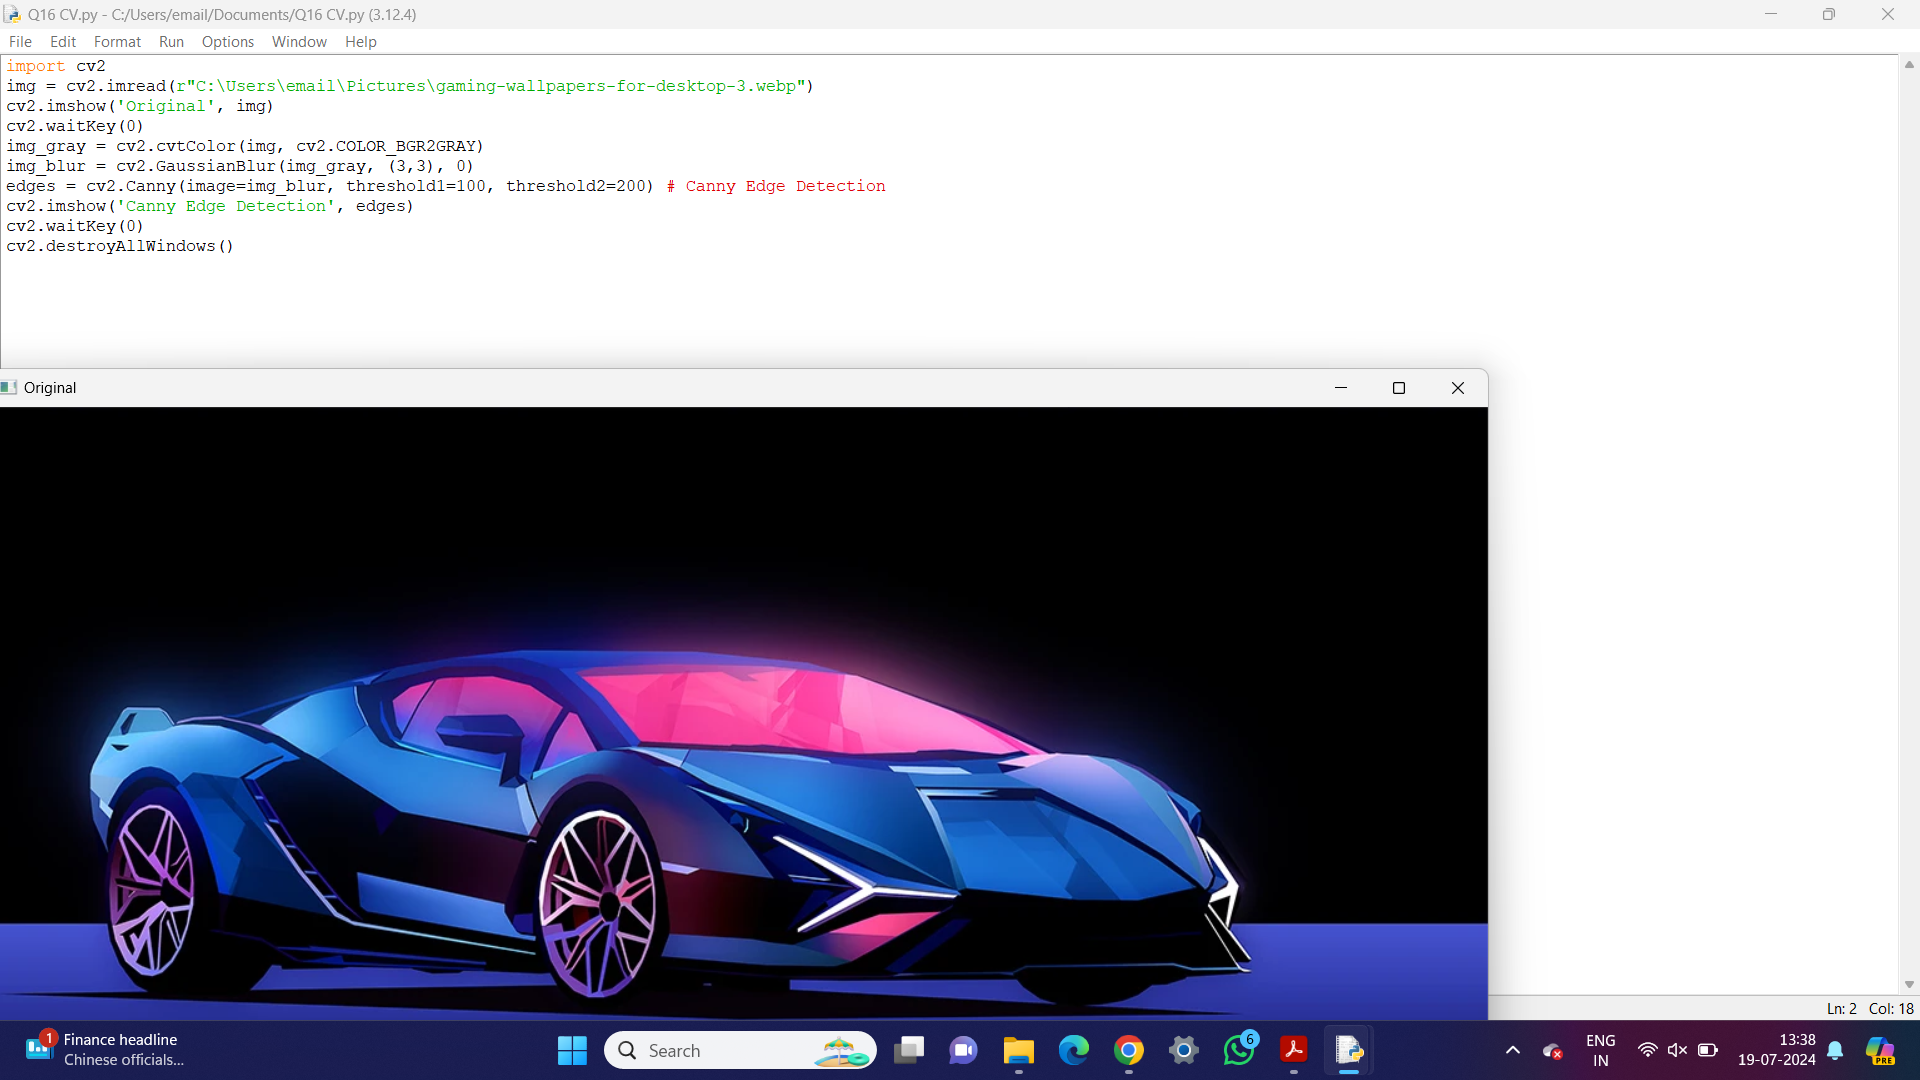 Q16 CV.py - C:/Users/email/Documents/Q16 CV.py (3.12.4)
File Edit Format Run Options Window Help
import cv2
img = cv2.imread(r"C:\Users\email\Pictures\gaming-wallpapers-for-desktop-3.webp")
cv2.imshow('Original', img)
cv2.waitKey(0)
img_gray = cv2.cvtColor(img, cv2.COLOR_BGR2GRAY)
img_blur = cv2.GaussianBlur(img_gray, (3,3), 0)
edges = cv2.Canny(image=img_blur, threshold1=100, threshold2=200) # Canny Edge Detection
cv2.imshow('Canny Edge Detection', edges)
cv2.waitKey(0)
cv2.destroyAllWindows()
Original
Ln: 2 Col: 18
1
Finance headline
Chinese officials...
Search
6
ENG
IN
13:38
19-07-2024
PRE